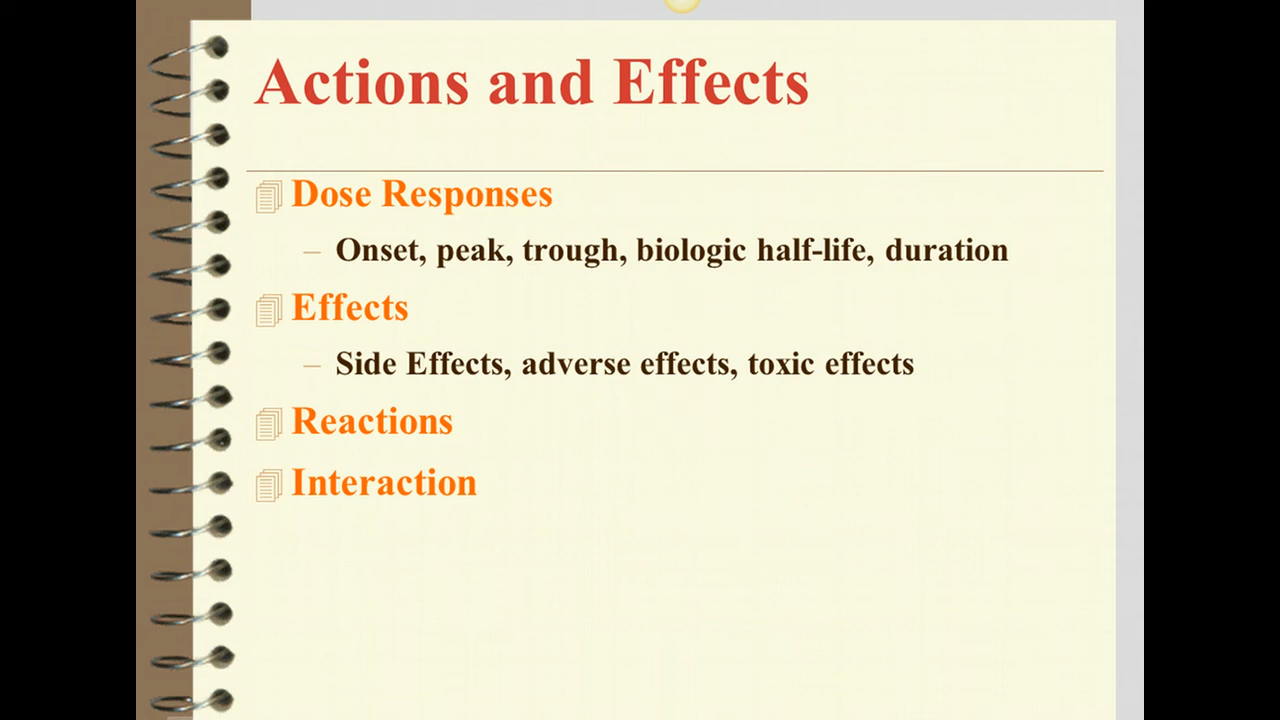 Actions and Effects
Dose Responses
– Onset, peak, trough, biologic half-life, duration
Effects
– Side Effects, adverse effects, toxic effects
Reactions
Interaction